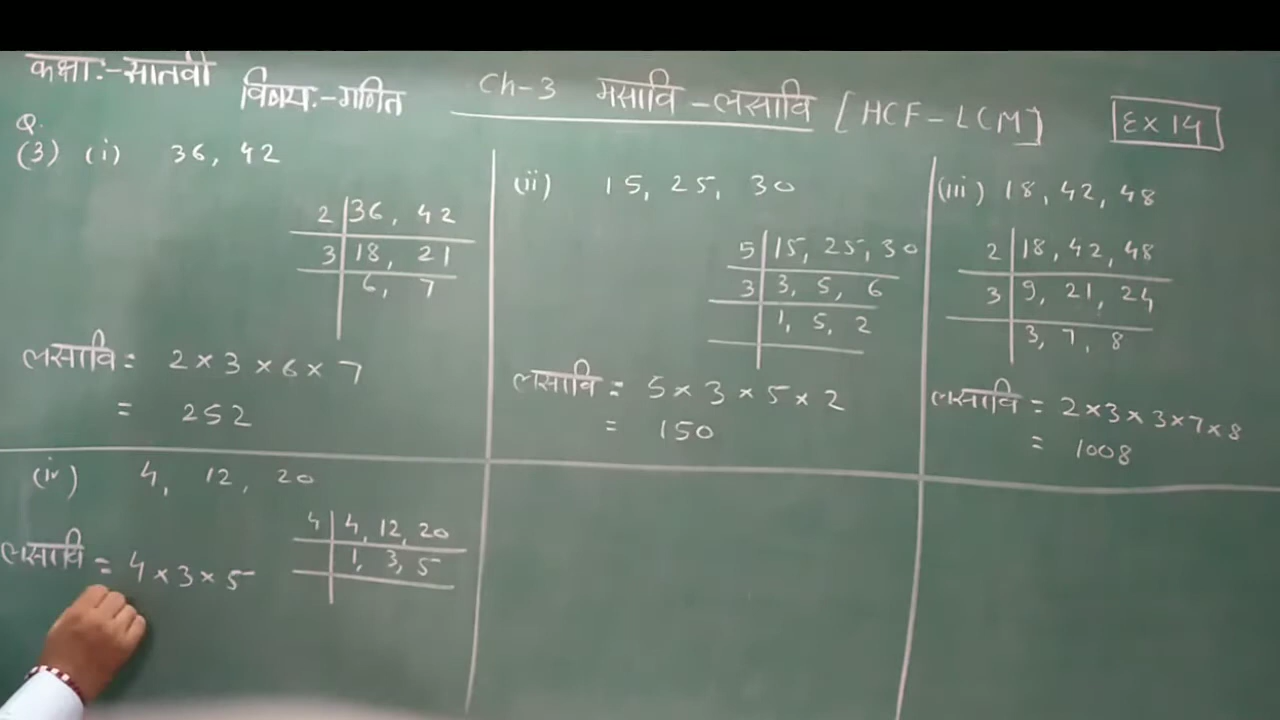 कक्षा:-सातवी विषय:-गणित Ch-3 मसावि-लसावि [HCF-LCM] Ex 14
Q.
(3) (i) 36, 42
2 | 36, 42
3 | 18, 21
6, 7
लसावि = 2 × 3 × 6 × 7
= 252
(ii) 15, 25, 30
5 | 15, 25, 30
3 | 3, 5, 6
1, 5, 2
लसावि = 5 × 3 × 5 × 2
= 150
(iii) 18, 42, 48
2 | 18, 42, 48
3 | 9, 21, 24
3, 7, 8
लसावि = 2 × 3 × 3 × 7 × 8
= 1008
(iv) 4, 12, 20
4 | 4, 12, 20
1, 3, 5
लसावि = 4 × 3 × 5